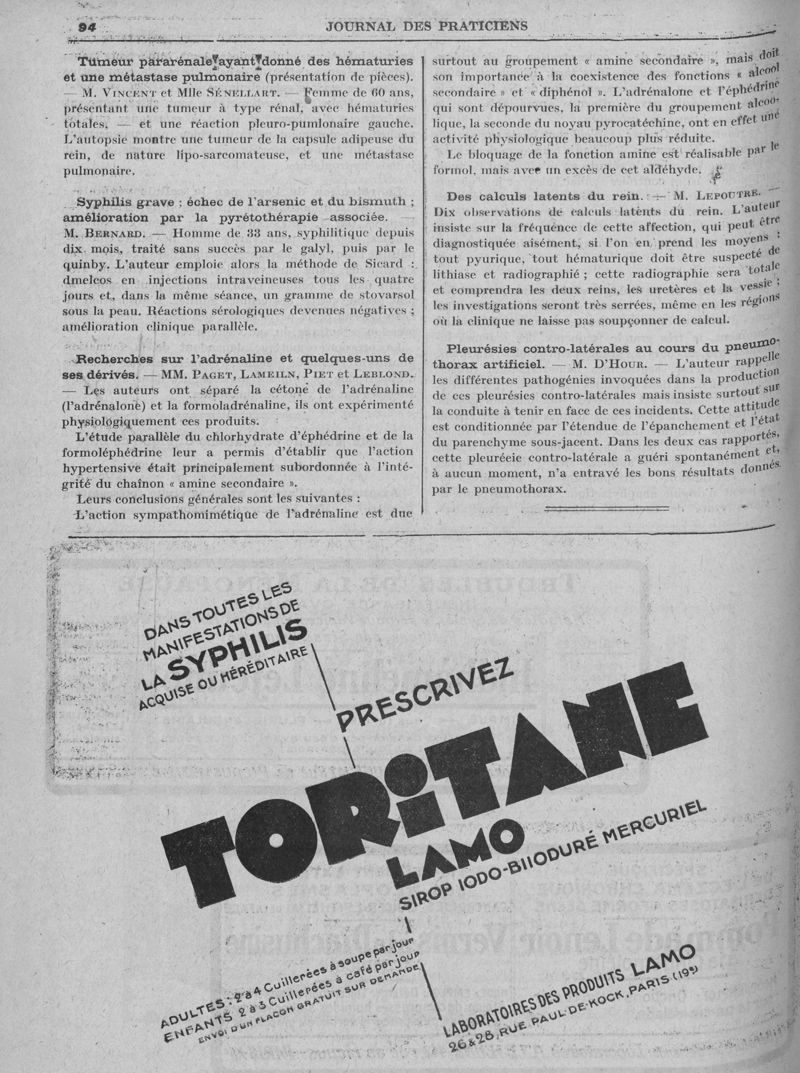 94
JOURNAL DES PRATICIENS
Tumeur pararénale ayant donné des hématuries
et une métastase pulmonaire (présentation de pièces).
— M. VINCENT et Mlle SÉNELLART. — Femme de 60 ans,
présentant une tumeur à type rénal, avec hématuries
totales, — et une réaction pleuro-pumlonaire gauche.
L'autopsie montre une tumeur de la capsule adipeuse du
rein, de nature lipo-sarcomateuse, et une métastase
pulmonaire.
Syphilis grave ; échec de l'arsenic et du bismuth ;
amélioration par la pyrétothérapie associée. —
M. BERNARD. — Homme de 33 ans, syphilitique depuis
dix mois, traité sans succès par le galyl, puis par le
quinby. L'auteur emploie alors la méthode de Sicard :
dmelcos en injections intraveineuses tous les quatre
jours et, dans la même séance, un gramme de stovarsol
sous la peau. Réactions sérologiques devenues négatives ;
amélioration clinique parallèle.
Recherches sur l'adrénaline et quelques-uns de
ses dérivés. — MM. PAGET, LAMEILN, PIET et LEBLOND.
— Les auteurs ont séparé la cétone de l'adrénaline
(l'adrénalone) et la formoladrénaline, ils ont expérimenté
physiologiquement ces produits.
L'étude parallèle du chlorhydrate d'éphédrine et de la
formoléphédrine leur a permis d'établir que l'action
hypertensive était principalement subordonnée à l'inté-
grité du chaînon « amine secondaire ».
Leurs conclusions générales sont les suivantes :
L'action sympathomimétique de l'adrénaline est due
surtout au groupement « amine secondaire », mais doit
son importance à la coexistence des fonctions « alcool
secondaire » et « diphénol ». L'adrénalone et l'éphédrine
qui sont dépourvues, la première du groupement alcoo-
lique, la seconde du noyau pyrocatéchine, ont en effet une
activité physiologique beaucoup plus réduite.
Le bloquage de la fonction amine est réalisable par le
formol, mais avec un excès de cet aldéhyde.
Des calculs latents du rein. — M. LEPOUTRE. —
Dix observations de calculs latents du rein. L'auteur
insiste sur la fréquence de cette affection, qui peut être
diagnostiquée aisément, si l'on en prend les moyens :
tout pyurique, tout hématurique doit être suspecté de
lithiase et radiographié ; cette radiographie sera totale
et comprendra les deux reins, les uretères et la vessie ;
les investigations seront très serrées, même en les régions
où la clinique ne laisse pas soupçonner de calcul.
Pleurésies contro-latérales au cours du pneumo-
thorax artificiel. — M. D'HOUR. — L'auteur rappelle
les différentes pathogénies invoquées dans la production
de ces pleurésies contro-latérales mais insiste surtout sur
la conduite à tenir en face de ces incidents. Cette attitude
est conditionnée par l'étendue de l'épanchement et l'état
du parenchyme sous-jacent. Dans les deux cas rapportés,
cette pleuréeie contro-latérale a guéri spontanément et,
à aucun moment, n'a entravé les bons résultats donnés
par le pneumothorax.
DANS TOUTES LES
MANIFESTATIONS DE
LA SYPHILIS
ACQUISE OU HÉRÉDITAIRE
PRESCRIVEZ
TORITANE
LAMO
SIROP IODO-BIIODURÉ MERCURIEL
ADULTES : 2 à 4 Cuillerées à soupe par jour
ENFANTS 2 à 3 Cuillerées à café par jour
ENVOI D'UN FLACON GRATUIT SUR DEMANDE
LABORATOIRES DES PRODUITS LAMO
26 & 28, RUE PAUL-DE-KOCK, PARIS (19e)